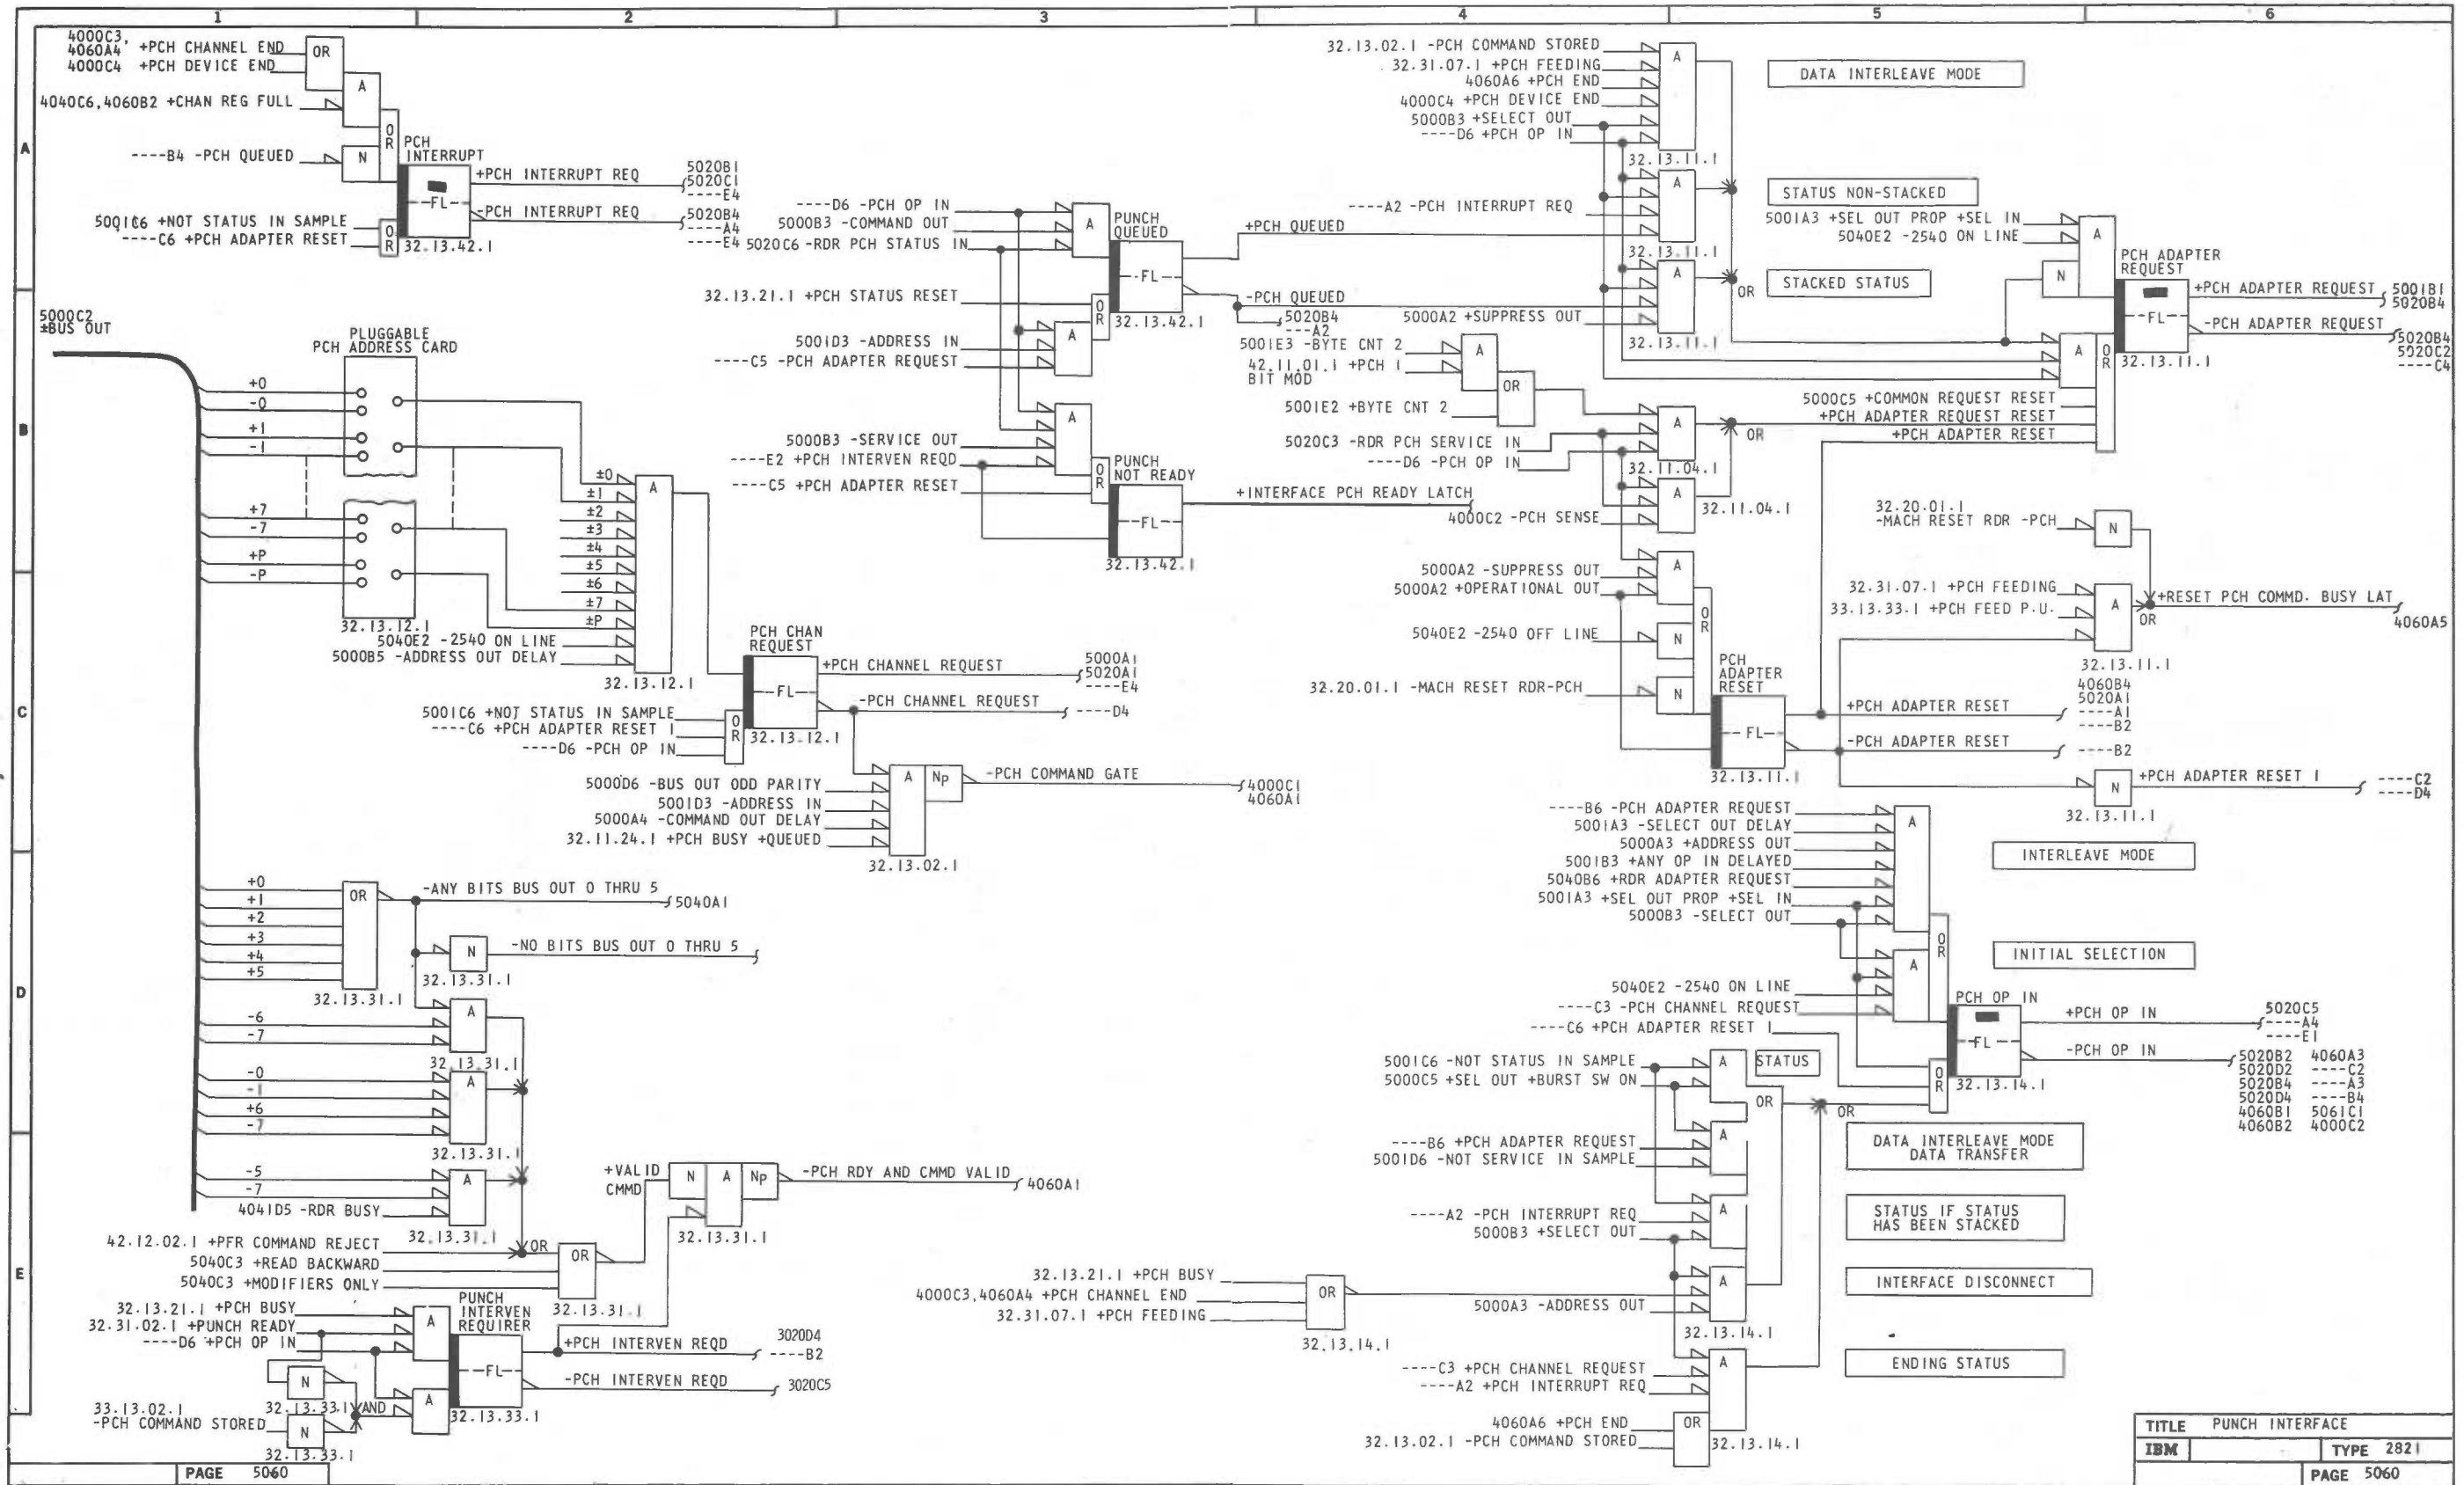 1 2 3 4 5 6
A
B
C
D
E
4000C3,
4060A4 +PCH CHANNEL END
4000C4 +PCH DEVICE END
OR
A
4040C6,4060B2 +CHAN REG FULL
OR
----B4 -PCH QUEUED
N
PCH
INTERRUPT
--FL--
+PCH INTERRUPT REQ
5020B1
5020C1
----E4
-PCH INTERRUPT REQ
5020B4
----A4
----E4
5001C6 +NOT STATUS IN SAMPLE
----C6 +PCH ADAPTER RESET
OR
32.13.42.1
5000C2
±BUS OUT
PLUGGABLE
PCH ADDRESS CARD
+0
-0
+1
-1
+7
-7
+P
-P
32.13.12.1
±0
±1
±2
±3
±4
±5
±6
±7
±P
A
5040E2 -2540 ON LINE
5000B5 -ADDRESS OUT DELAY
32.13.12.1
PCH CHAN
REQUEST
--FL--
+PCH CHANNEL REQUEST
5000A1
5020A1
----E4
-PCH CHANNEL REQUEST
----D4
5001C6 +NOT STATUS IN SAMPLE
----C6 +PCH ADAPTER RESET I
----D6 -PCH OP IN
OR
32.13.12.1
5000D6 -BUS OUT ODD PARITY
5001D3 -ADDRESS IN
5000A4 -COMMAND OUT DELAY
32.11.24.1 +PCH BUSY +QUEUED
A Np
-PCH COMMAND GATE
4000C1
4060A1
32.13.02.1
+0
+1
+2
+3
+4
+5
OR
32.13.31.1
-ANY BITS BUS OUT 0 THRU 5
5040A1
N
-NO BITS BUS OUT 0 THRU 5
32.13.31.1
-6
-7
A
32.13.31.1
-0
-1
+6
-7
A
32.13.31.1
-5
-7
4041D5 -RDR BUSY
A
32.13.31.1
42.12.02.1 +PFR COMMAND REJECT
5040C3 +READ BACKWARD
5040C3 +MODIFIERS ONLY
OR
OR
32.13.31.1
+VALID
CMMD
N A Np
-PCH RDY AND CMMD VALID
4060A1
32.13.31.1
32.13.21.1 +PCH BUSY
32.31.02.1 +PUNCH READY
----D6 +PCH OP IN
A
PUNCH
INTERVEN
REQUIRER
--FL--
+PCH INTERVEN REQD
3020D4
----B2
-PCH INTERVEN REQD
3020C5
N
32.13.33.1
AND
A
32.13.33.1
33.13.02.1
-PCH COMMAND STORED
N
32.13.33.1
----D6 -PCH OP IN
5000B3 -COMMAND OUT
5020C6 -RDR PCH STATUS IN
A
PUNCH
QUEUED
--FL--
+PCH QUEUED
-PCH QUEUED
5020B4
---A2
32.13.21.1 +PCH STATUS RESET
OR
32.13.42.1
5001D3 -ADDRESS IN
----C5 -PCH ADAPTER REQUEST
A
A
5000B3 -SERVICE OUT
----E2 +PCH INTERVEN REQD
----C5 +PCH ADAPTER RESET
OR
PUNCH
NOT READY
--FL--
+INTERFACE PCH READY LATCH
32.13.42.1
32.13.02.1 -PCH COMMAND STORED
32.31.07.1 +PCH FEEDING
4060A6 +PCH END
4000C4 +PCH DEVICE END
5000B3 +SELECT OUT
----D6 +PCH OP IN
A
32.13.11.1
DATA INTERLEAVE MODE
----A2 -PCH INTERRUPT REQ
A
32.13.11.1
STATUS NON-STACKED
A
5000A2 +SUPPRESS OUT
32.13.11.1
OR
STACKED STATUS
5001A3 +SEL OUT PROP +SEL IN
5040E2 -2540 ON LINE
A
N
PCH ADAPTER
REQUEST
--FL--
+PCH ADAPTER REQUEST
5001B1
5020B4
-PCH ADAPTER REQUEST
5020B4
5020C2
----C4
A
OR
32.13.11.1
5000C5 +COMMON REQUEST RESET
+PCH ADAPTER REQUEST RESET
+PCH ADAPTER RESET
5001E3 -BYTE CNT 2
42.11.01.1 +PCH 1
BIT MOD
A
OR
5001E2 +BYTE CNT 2
5020C3 -RDR PCH SERVICE IN
----D6 -PCH OP IN
A
OR
32.11.04.1
4000C2 -PCH SENSE
A
32.11.04.1
5000A2 -SUPPRESS OUT
5000A2 +OPERATIONAL OUT
A
OR
5040E2 -2540 OFF LINE
N
32.20.01.1 -MACH RESET RDR-PCH
N
PCH
ADAPTER
RESET
--FL--
+PCH ADAPTER RESET
4060B4
5020A1
----A1
----B2
-PCH ADAPTER RESET
----B2
32.13.11.1
N
+PCH ADAPTER RESET I
----C2
----D4
32.13.11.1
32.20.01.1
-MACH RESET RDR -PCH
N
32.31.07.1 +PCH FEEDING
33.13.33.1 +PCH FEED P.U.
A
OR
+RESET PCH COMMD. BUSY LAT
4060A5
32.13.11.1
----B6 -PCH ADAPTER REQUEST
5001A3 -SELECT OUT DELAY
5000A3 +ADDRESS OUT
5001B3 +ANY OP IN DELAYED
5040B6 +RDR ADAPTER REQUEST
5001A3 +SEL OUT PROP +SEL IN
5000B3 -SELECT OUT
A
INTERLEAVE MODE
OR
INITIAL SELECTION
5040E2 -2540 ON LINE
----C3 -PCH CHANNEL REQUEST
----C6 +PCH ADAPTER RESET I
A
PCH OP IN
--FL--
+PCH OP IN
5020C5
----A4
----E1
-PCH OP IN
5020B2 4060A3
5020D2 ----C2
5020B4 ----A3
5020D4 ----B4
4060B1 5061C1
4060B2 4000C2
OR
32.13.14.1
5001C6 -NOT STATUS IN SAMPLE
5000C5 +SEL OUT +BURST SW ON
A
STATUS
OR
OR
----B6 +PCH ADAPTER REQUEST
5001D6 -NOT SERVICE IN SAMPLE
A
DATA INTERLEAVE MODE
DATA TRANSFER
----A2 -PCH INTERRUPT REQ
5000B3 +SELECT OUT
A
STATUS IF STATUS
HAS BEEN STACKED
32.13.21.1 +PCH BUSY
4000C3,4060A4 +PCH CHANNEL END
32.31.07.1 +PCH FEEDING
OR
32.13.14.1
5000A3 -ADDRESS OUT
A
32.13.14.1
INTERFACE DISCONNECT
----C3 +PCH CHANNEL REQUEST
----A2 +PCH INTERRUPT REQ
A
ENDING STATUS
4060A6 +PCH END
32.13.02.1 -PCH COMMAND STORED
OR
32.13.14.1
PAGE 5060
TITLE PUNCH INTERFACE
IBM TYPE 2821
PAGE 5060